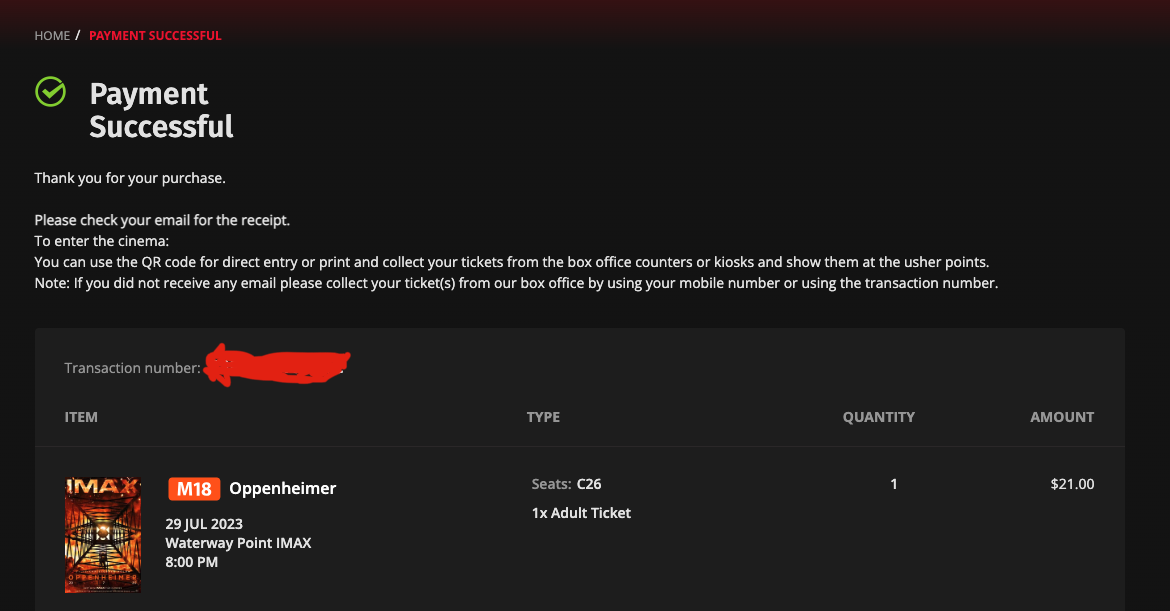 HOME / PAYMENT SUCCESSFUL
Payment
Successful
Thank you for your purchase.
Please check your email for the receipt.
To enter the cinema:
You can use the QR code for direct entry or print and collect your tickets from the box office counters or kiosks and show them at the usher points.
Note: If you did not receive any email please collect your ticket(s) from our box office by using your mobile number or using the transaction number.
Transaction number:
ITEM TYPE QUANTITY AMOUNT
IMAX
OPPENHEIMER
M18 Oppenheimer
29 JUL 2023
Waterway Point IMAX
8:00 PM
Seats: C26
1x Adult Ticket
1
$21.00